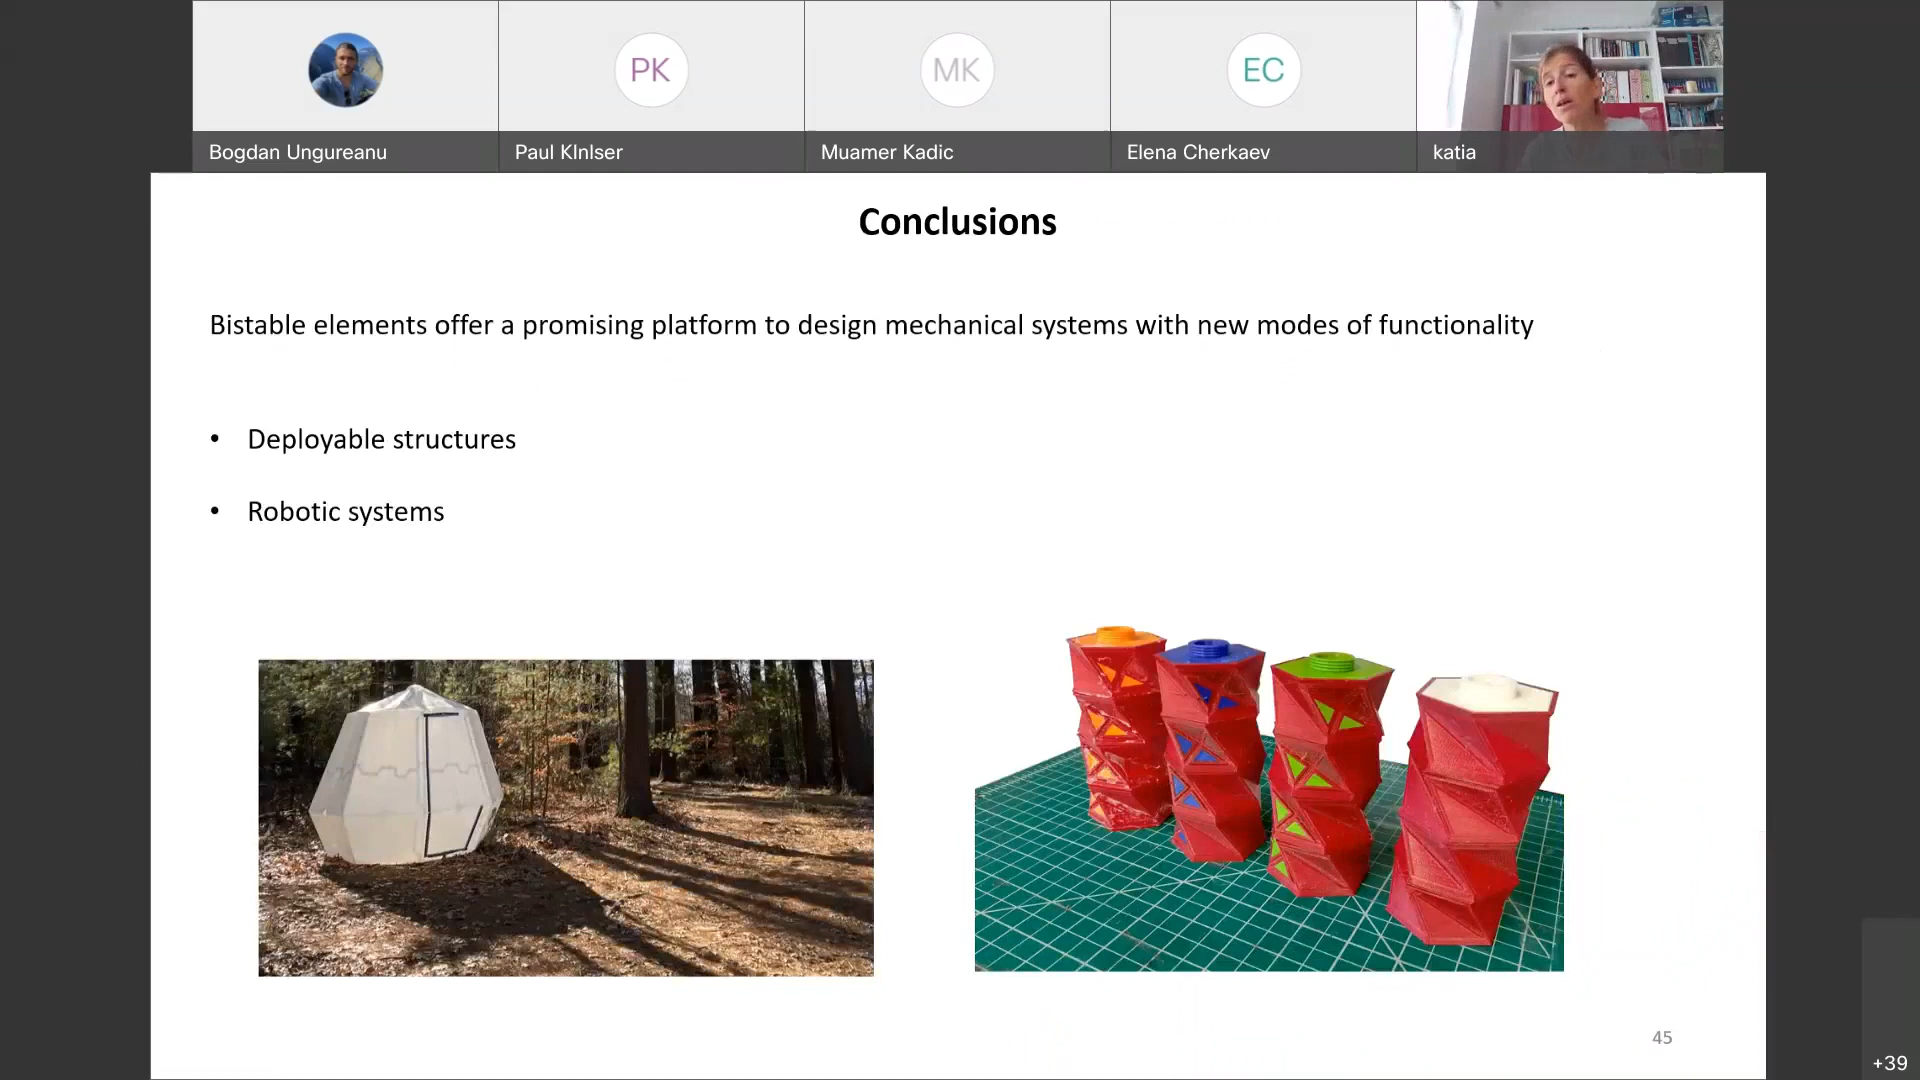 PK
MK
EC
Bogdan Ungureanu
Paul KInIser
Muamer Kadic
Elena Cherkaev
katia
Conclusions
Bistable elements offer a promising platform to design mechanical systems with new modes of functionality
• Deployable structures
• Robotic systems
45
+39